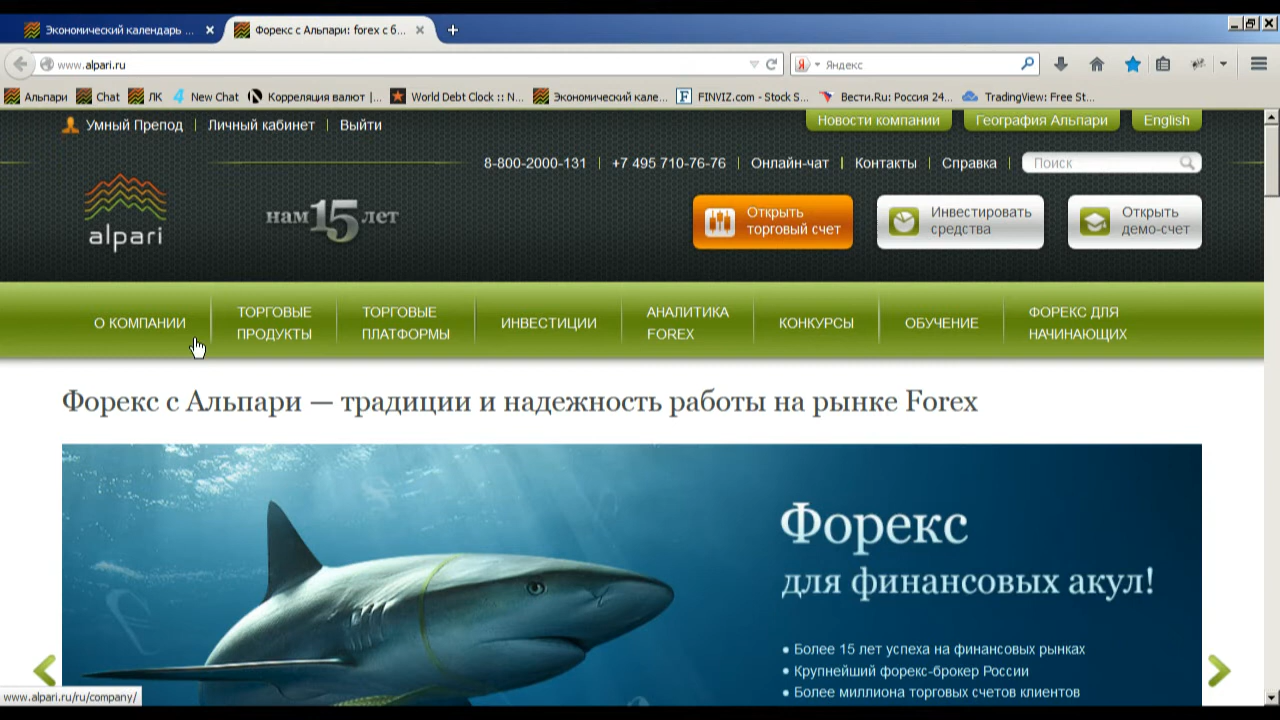 Экономический календарь ...
Форекс с Альпари: forex с б...
www.alpari.ru
Яндекс
Альпари
Chat
ЛК
New Chat
Корреляция валют |...
World Debt Clock :: N...
Экономический кале...
FINVIZ.com - Stock S...
Вести.Ru: Россия 24...
TradingView: Free St...
Умный Препод
Личный кабинет
Выйти
Новости компании
География Альпари
English
8-800-2000-131
+7 495 710-76-76
Онлайн-чат
Контакты
Справка
Поиск
alpari
нам 15 лет
Открыть
торговый счет
Инвестировать
средства
Открыть
демо-счет
О КОМПАНИИ
ТОРГОВЫЕ
ПРОДУКТЫ
ТОРГОВЫЕ
ПЛАТФОРМЫ
ИНВЕСТИЦИИ
АНАЛИТИКА
FOREX
КОНКУРСЫ
ОБУЧЕНИЕ
ФОРЕКС ДЛЯ
НАЧИНАЮЩИХ
Форекс с Альпари — традиции и надежность работы на рынке Forex
Форекс
для финансовых акул!
● Более 15 лет успеха на финансовых рынках
● Крупнейший форекс-брокер России
● Более миллиона торговых счетов клиентов
www.alpari.ru/ru/company/